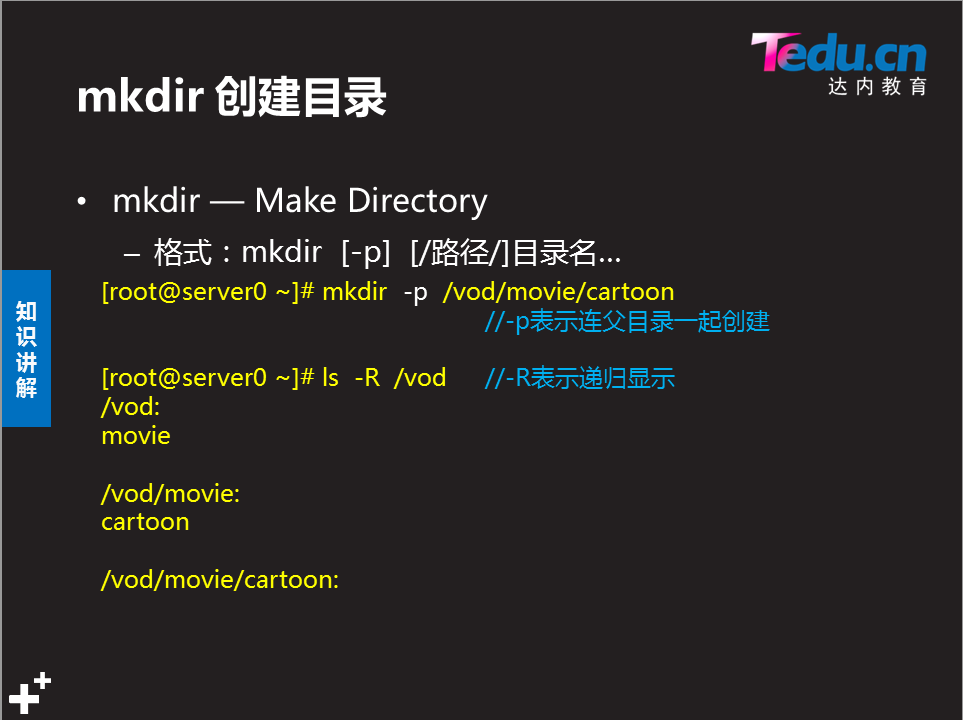 Tedu.cn
达内教育
mkdir 创建目录
• mkdir — Make Directory
– 格式：mkdir [-p] [/路径/]目录名…
[root@server0 ~]# mkdir -p /vod/movie/cartoon
//-p表示连父目录一起创建
[root@server0 ~]# ls -R /vod //-R表示递归显示
/vod:
movie
/vod/movie:
cartoon
/vod/movie/cartoon:
知识讲解